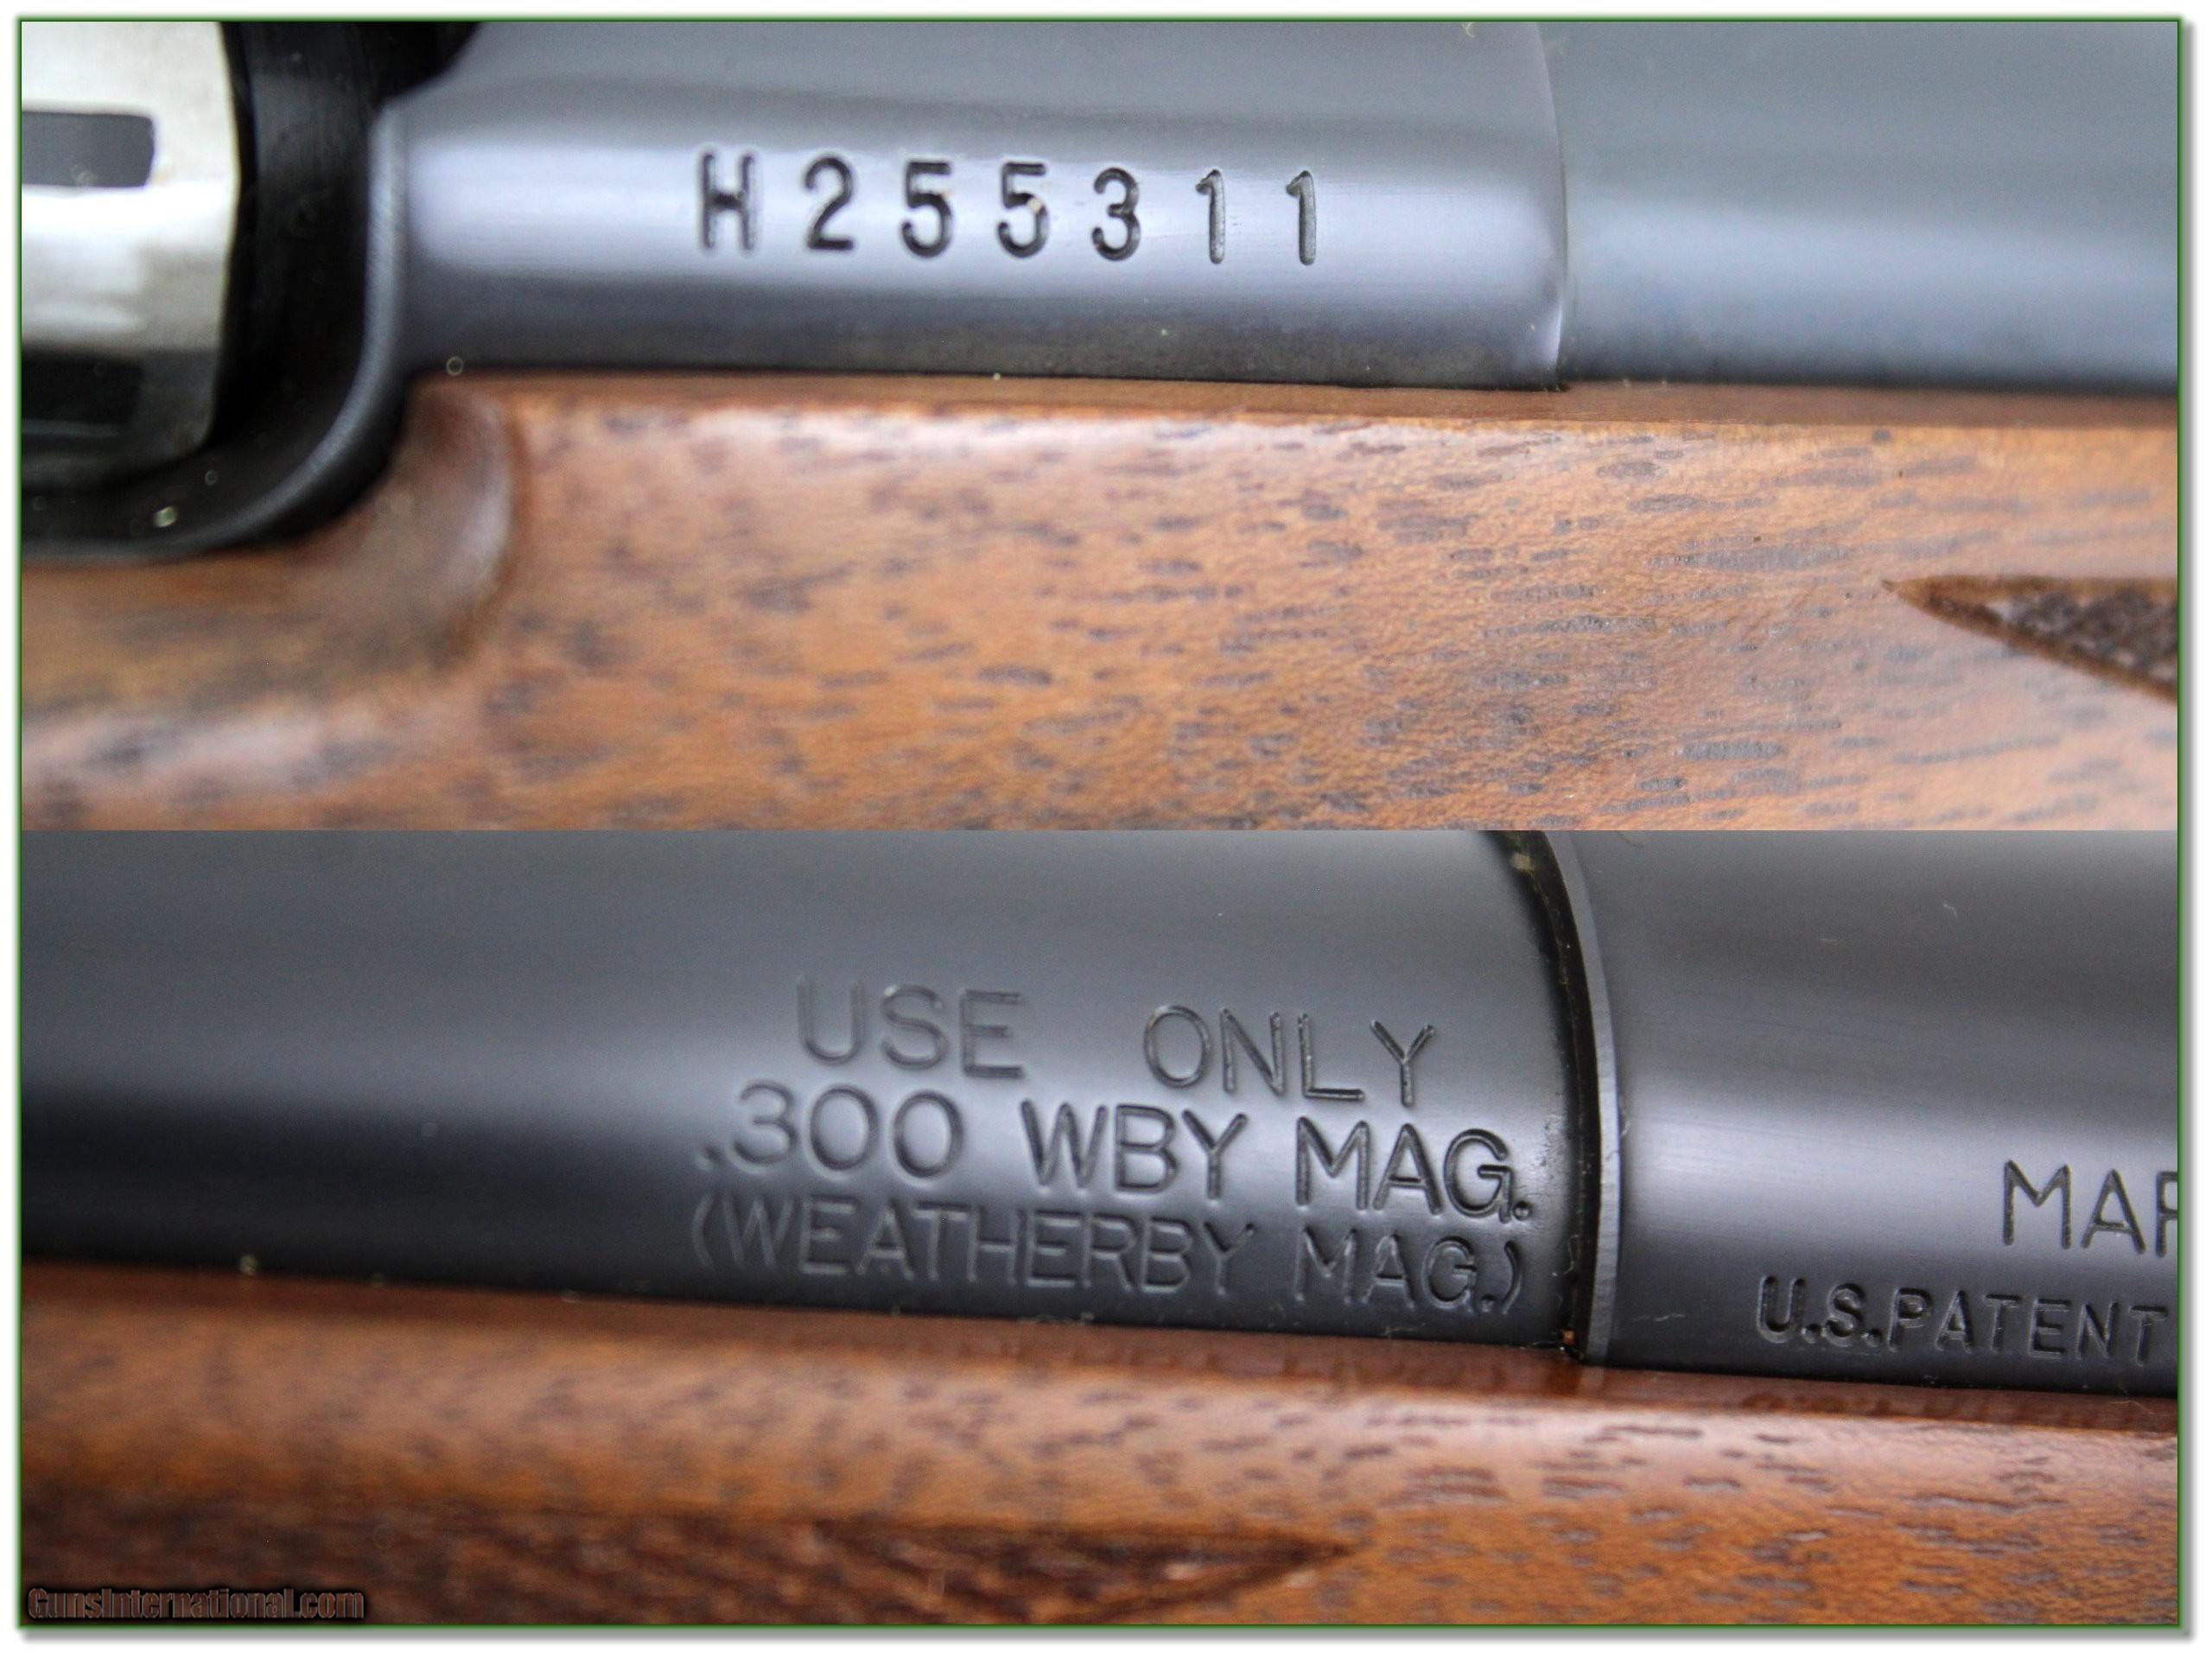 H255311
USE ONLY
.300 WBY MAG.
(WEATHERBY MAG.)
MAR
U.S.PATENT
GunsInternational.com